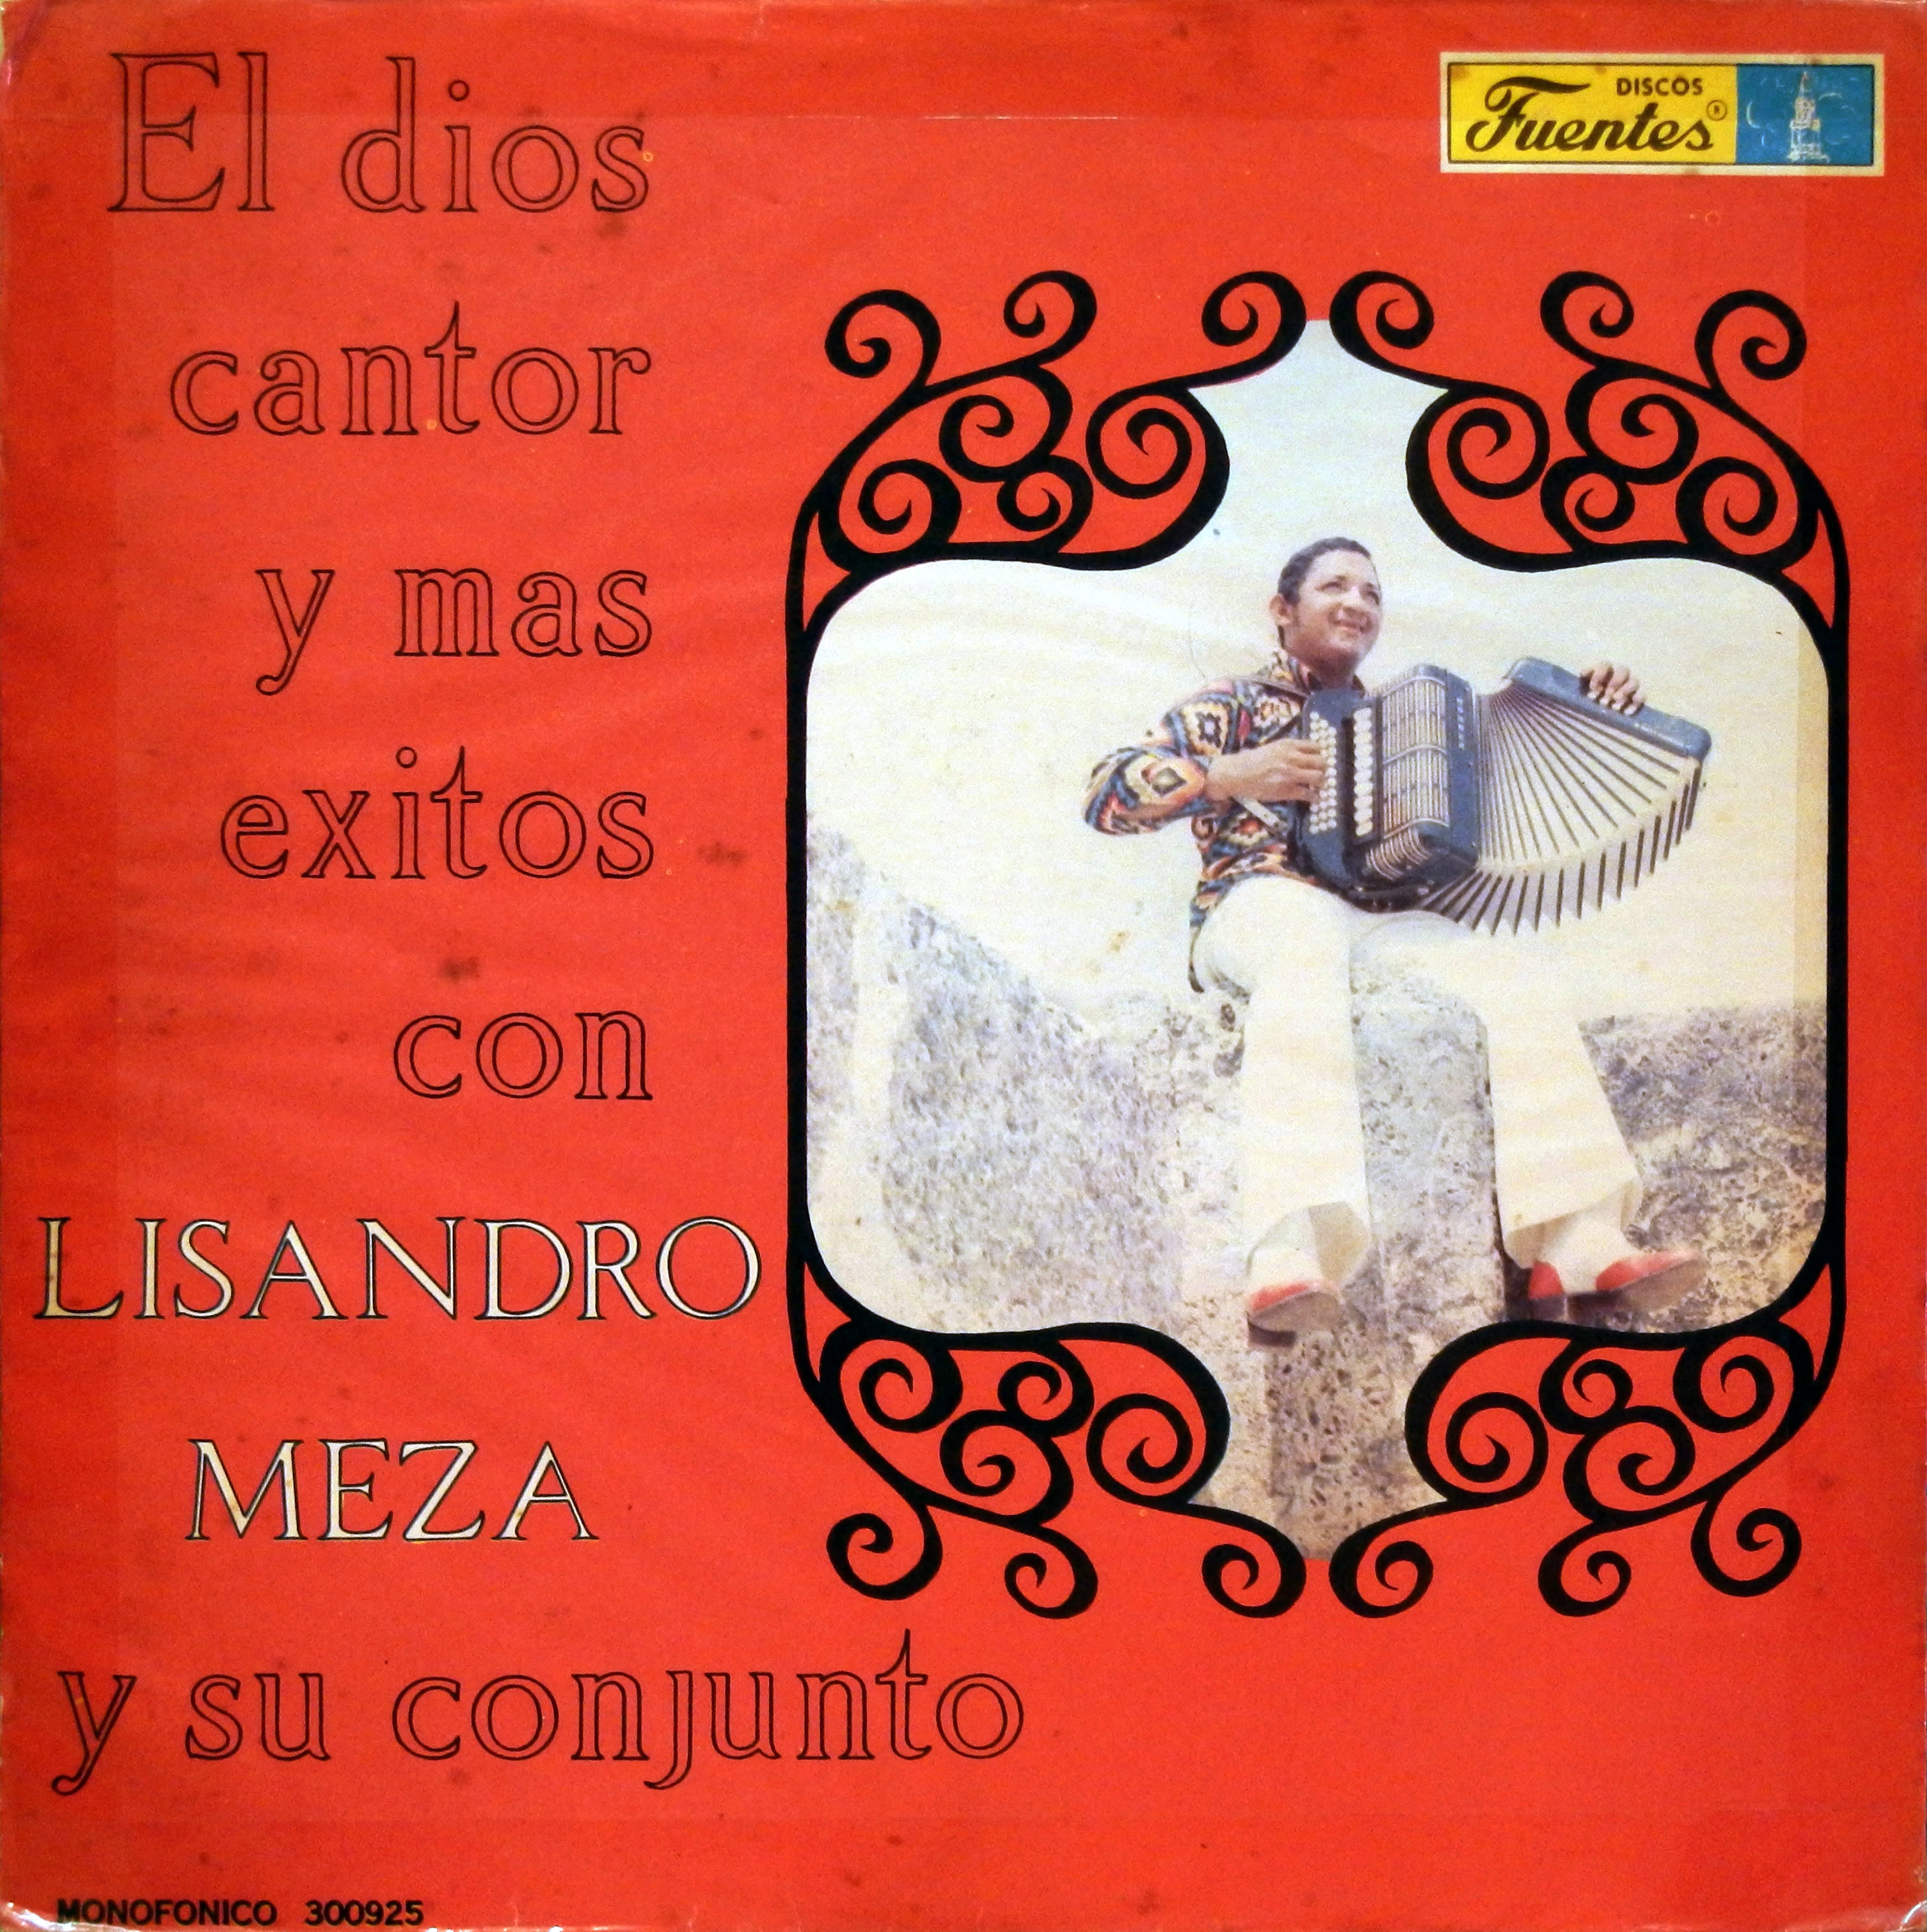 El dios
cantor
y mas
exitos
con
LISANDRO
MEZA
y su conjunto
DISCOS
Fuentes®
MONOFONICO 300925